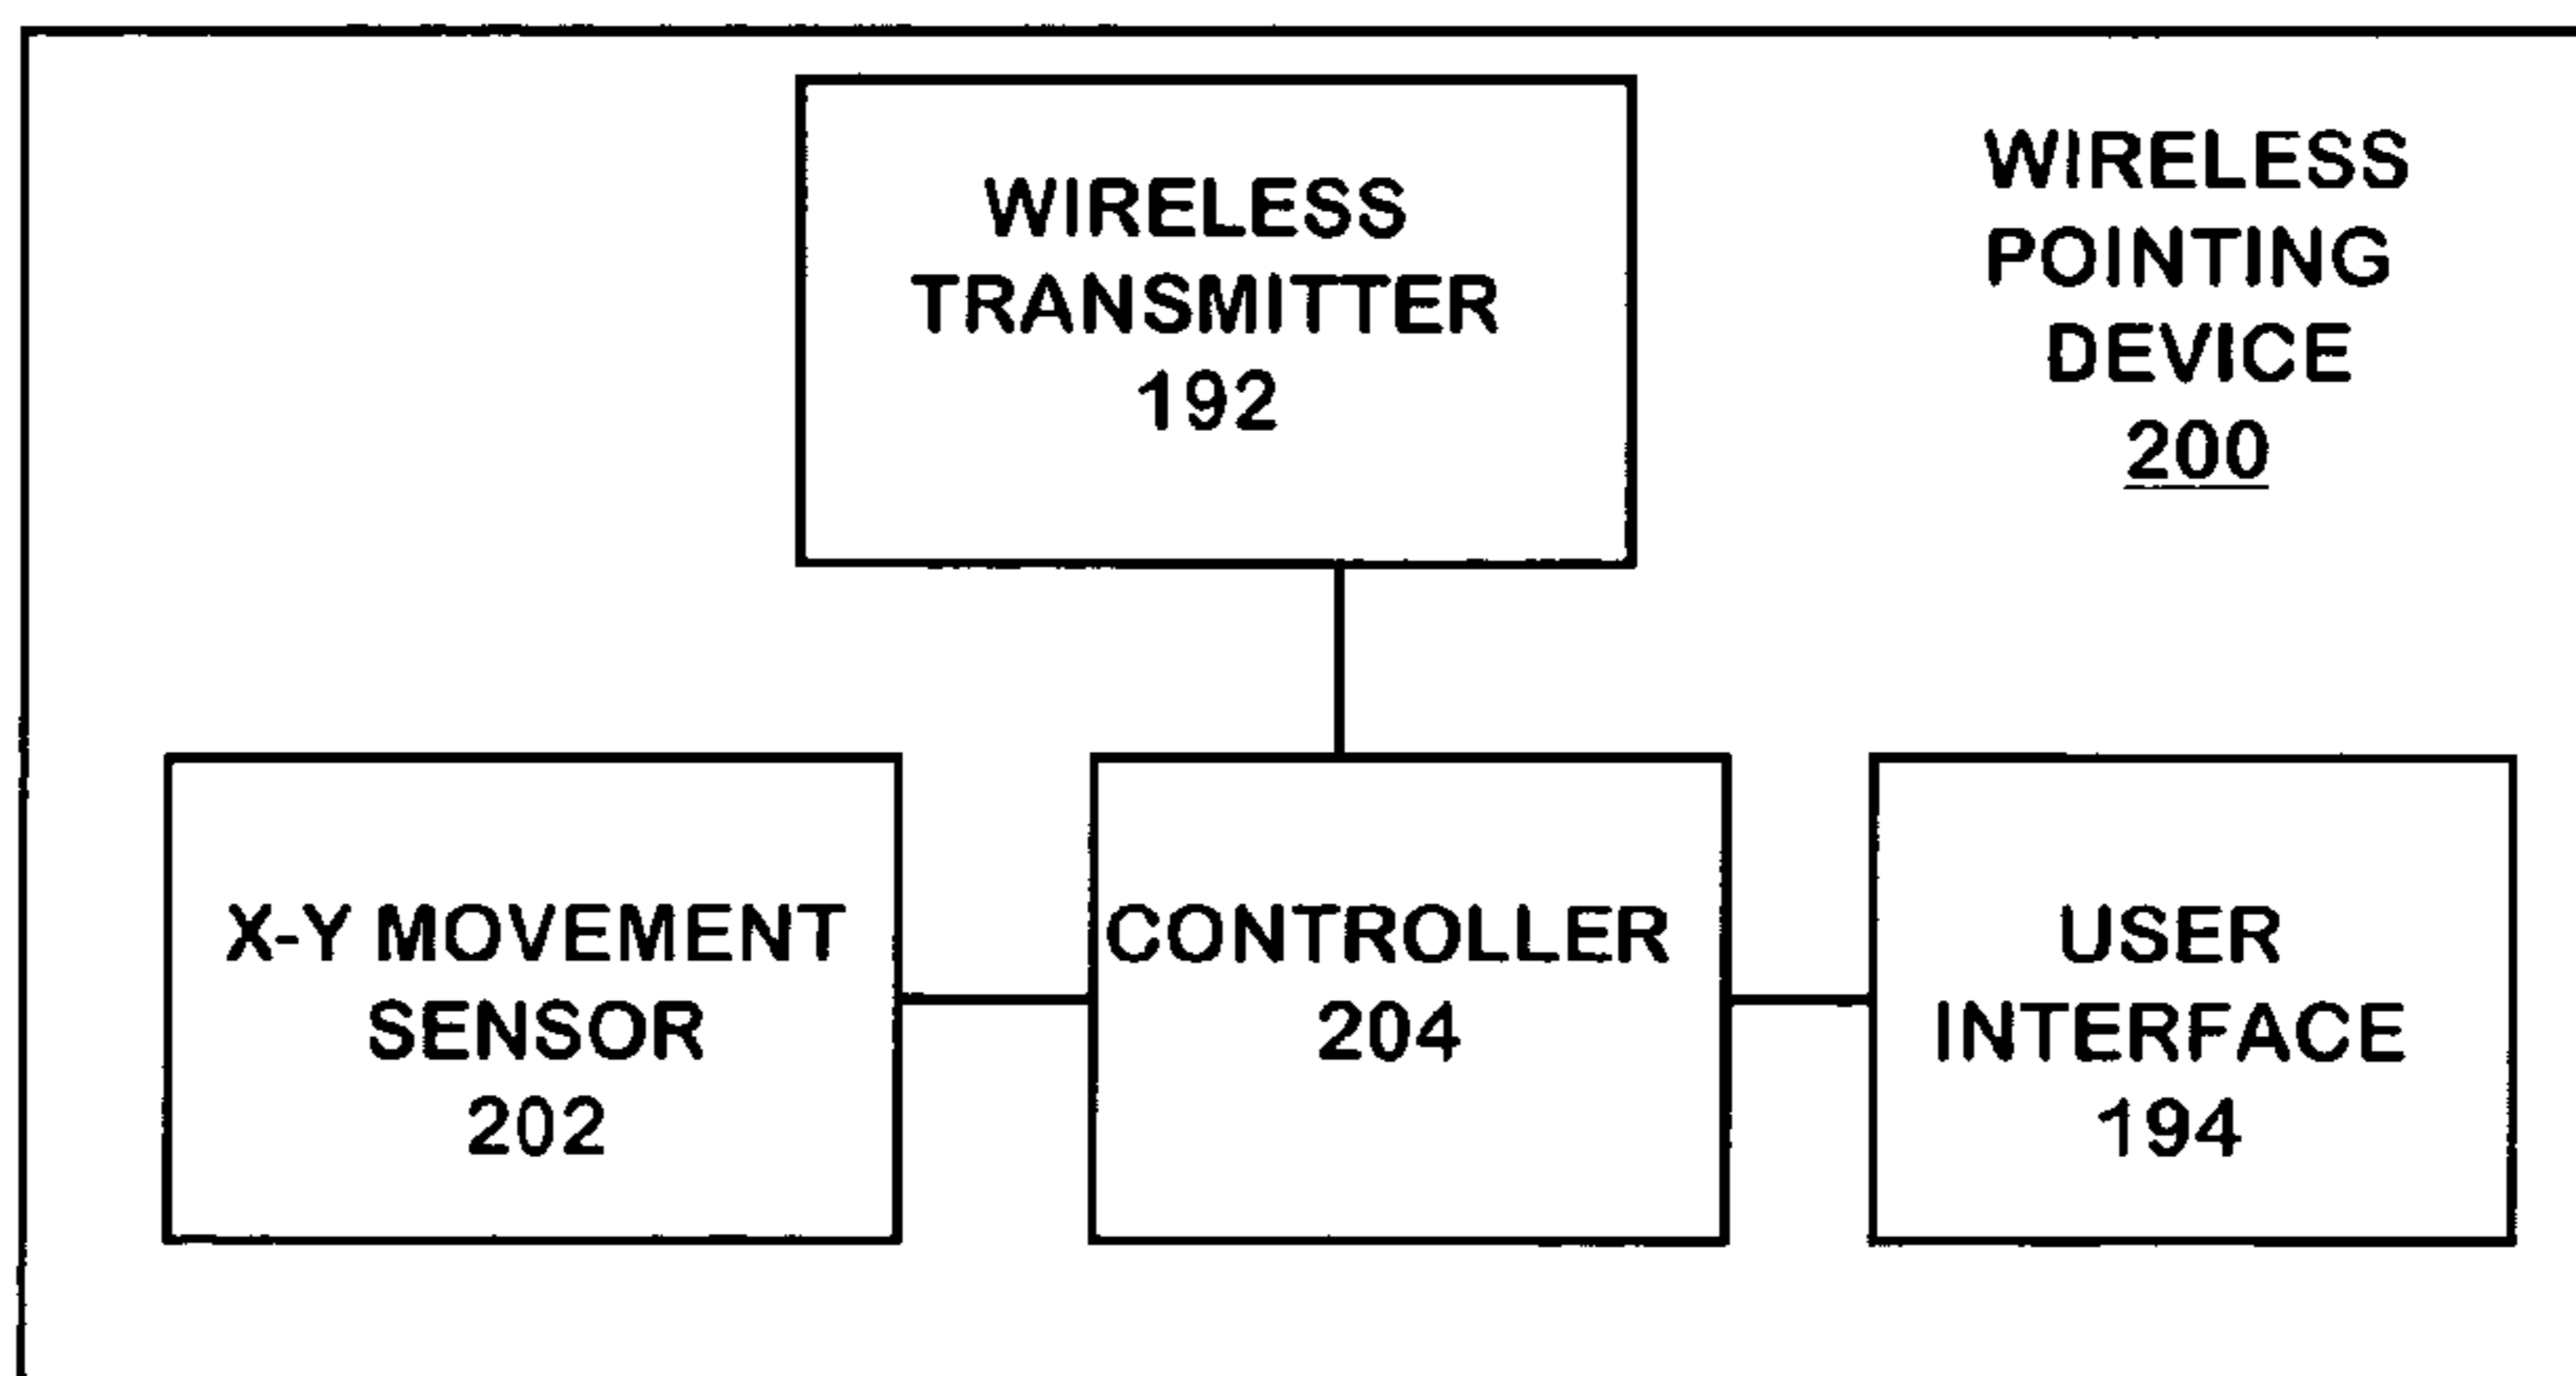 WIRELESS
TRANSMITTER
192
WIRELESS
POINTING
DEVICE
200
X-Y MOVEMENT
SENSOR
202
CONTROLLER
204
USER
INTERFACE
194